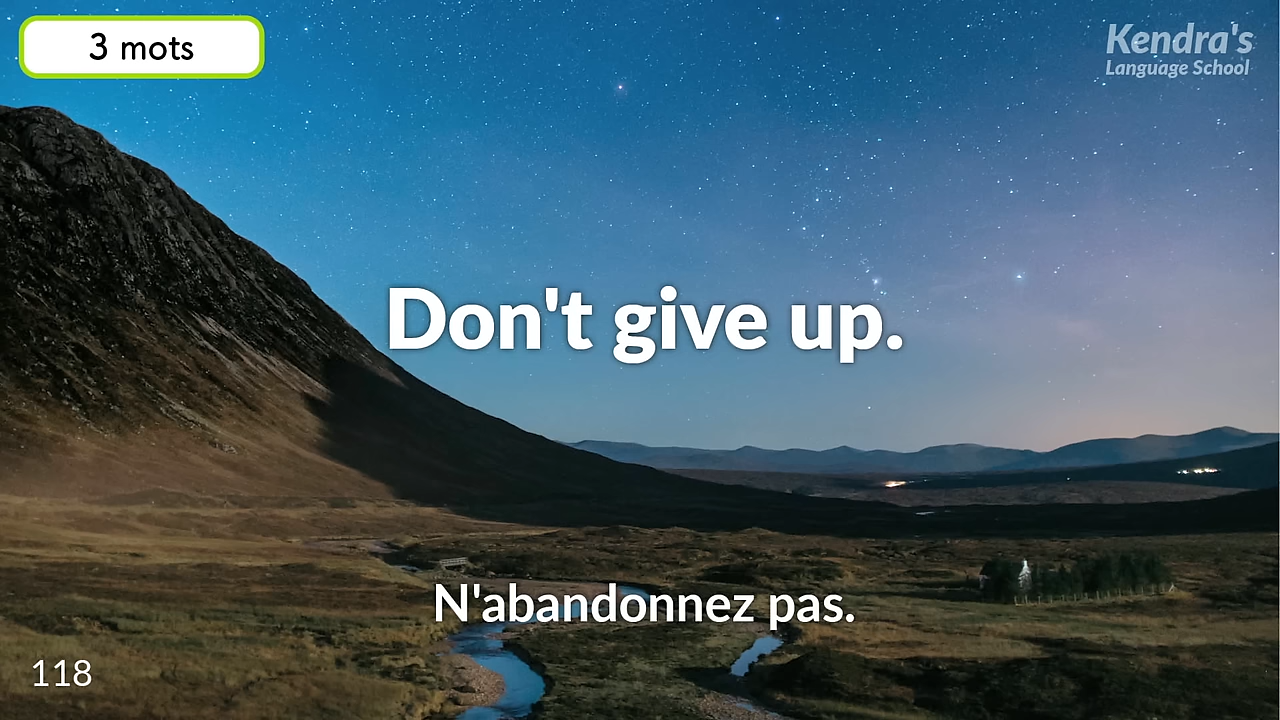 3 mots
Kendra's
Language School
Don't give up.
N'abandonnez pas.
118